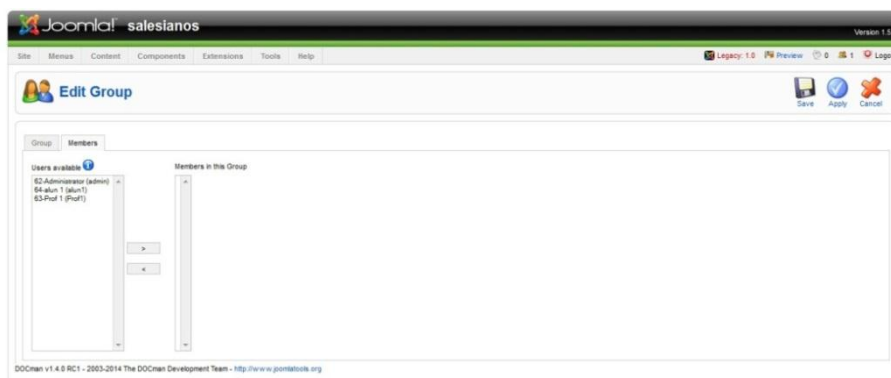 Joomla! salesianos
Version 1.5
Site Menus Content Components Extensions Tools Help
Legacy: 1.0 Preview 0 1 Logo
Edit Group
Save Apply Cancel
Group Members
Users available
Members in this Group
62-Administrator (admin)
64-alun 1 (alun1)
63-Prof 1 (Prof1)
>
<
DOCman v1.4.0 RC1 - 2003-2014 The DOCman Development Team - http://www.joomlatools.org